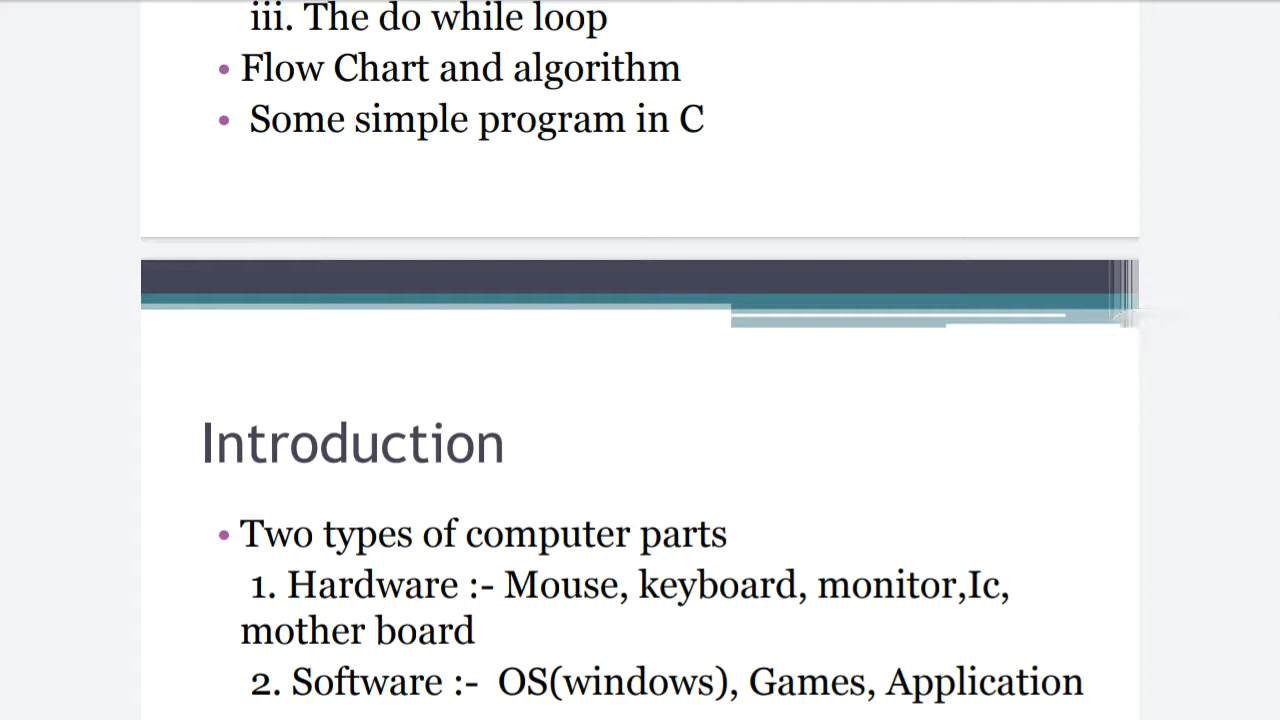 iii. The do while loop
• Flow Chart and algorithm
• Some simple program in C
Introduction
• Two types of computer parts
1. Hardware :- Mouse, keyboard, monitor,Ic,
mother board
2. Software :- OS(windows), Games, Application